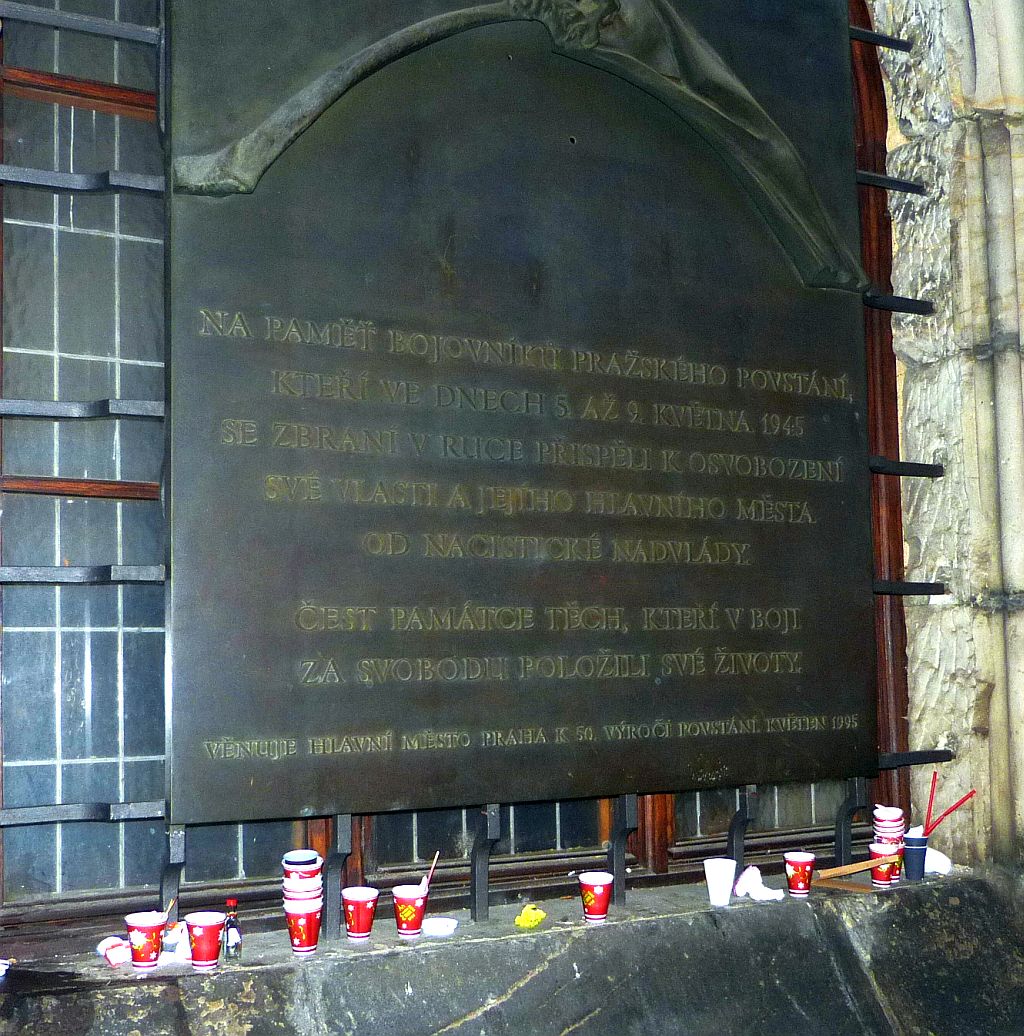 NA PAMĚŤ BOJOVNÍKŮ PRAŽSKÉHO POVSTÁNÍ,
KTEŘÍ VE DNECH 5. AŽ 9. KVĚTNA 1945
SE ZBRANÍ V RUCE PŘISPĚLI K OSVOBOZENÍ
SVÉ VLASTI A JEJÍHO HLAVNÍHO MĚSTA
OD NACISTICKÉ NADVLÁDY.
ČEST PAMÁTCE TĚCH, KTEŘÍ V BOJI
ZA SVOBODU POLOŽILI SVÉ ŽIVOTY.
VĚNUJE HLAVNÍ MĚSTO PRAHA K 50. VÝROČÍ POVSTÁNÍ. KVĚTEN 1995